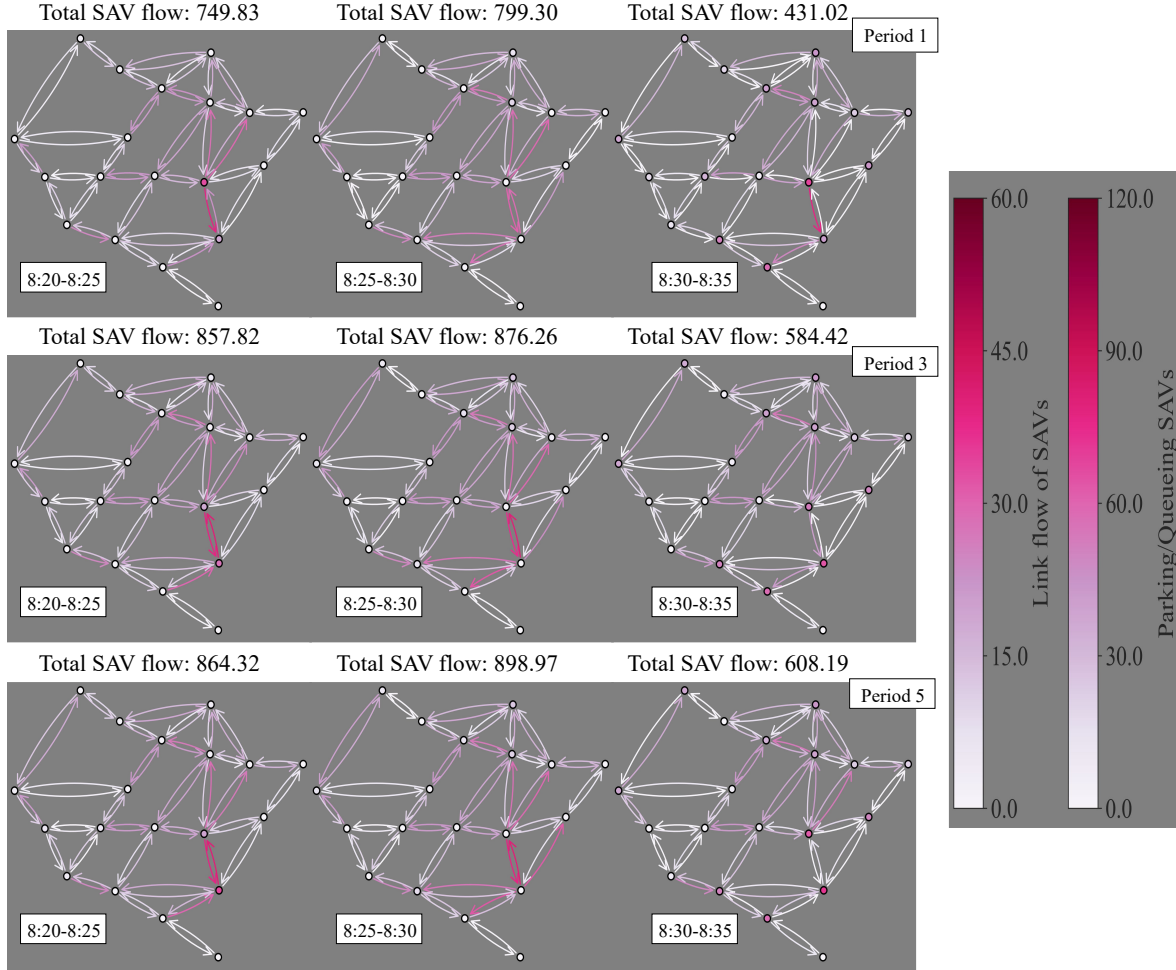 Total SAV flow: 749.83
Total SAV flow: 799.30
Total SAV flow: 431.02
Period 1
8:20-8:25
8:25-8:30
8:30-8:35
Total SAV flow: 857.82
Total SAV flow: 876.26
Total SAV flow: 584.42
Period 3
8:20-8:25
8:25-8:30
8:30-8:35
Total SAV flow: 864.32
Total SAV flow: 898.97
Total SAV flow: 608.19
Period 5
8:20-8:25
8:25-8:30
8:30-8:35
60.0
45.0
30.0
15.0
0.0
Link flow of SAVs
120.0
90.0
60.0
30.0
0.0
Parking/Queueing SAVs